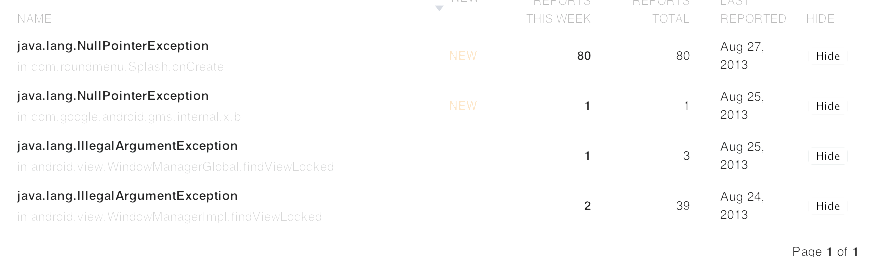 NEW REPORTS REPORTS LAST
NAME THIS WEEK TOTAL REPORTED HIDE
java.lang.NullPointerException
in com.roundmenu.Splash.onCreate
NEW 80 80 Aug 27, 2013 Hide
java.lang.NullPointerException
in com.google.android.gms.internal.x.b
NEW 1 1 Aug 25, 2013 Hide
java.lang.IllegalArgumentException
in android.view.WindowManagerGlobal.findViewLocked
1 3 Aug 25, 2013 Hide
java.lang.IllegalArgumentException
in android.view.WindowManagerImpl.findViewLocked
2 39 Aug 24, 2013 Hide
Page 1 of 1